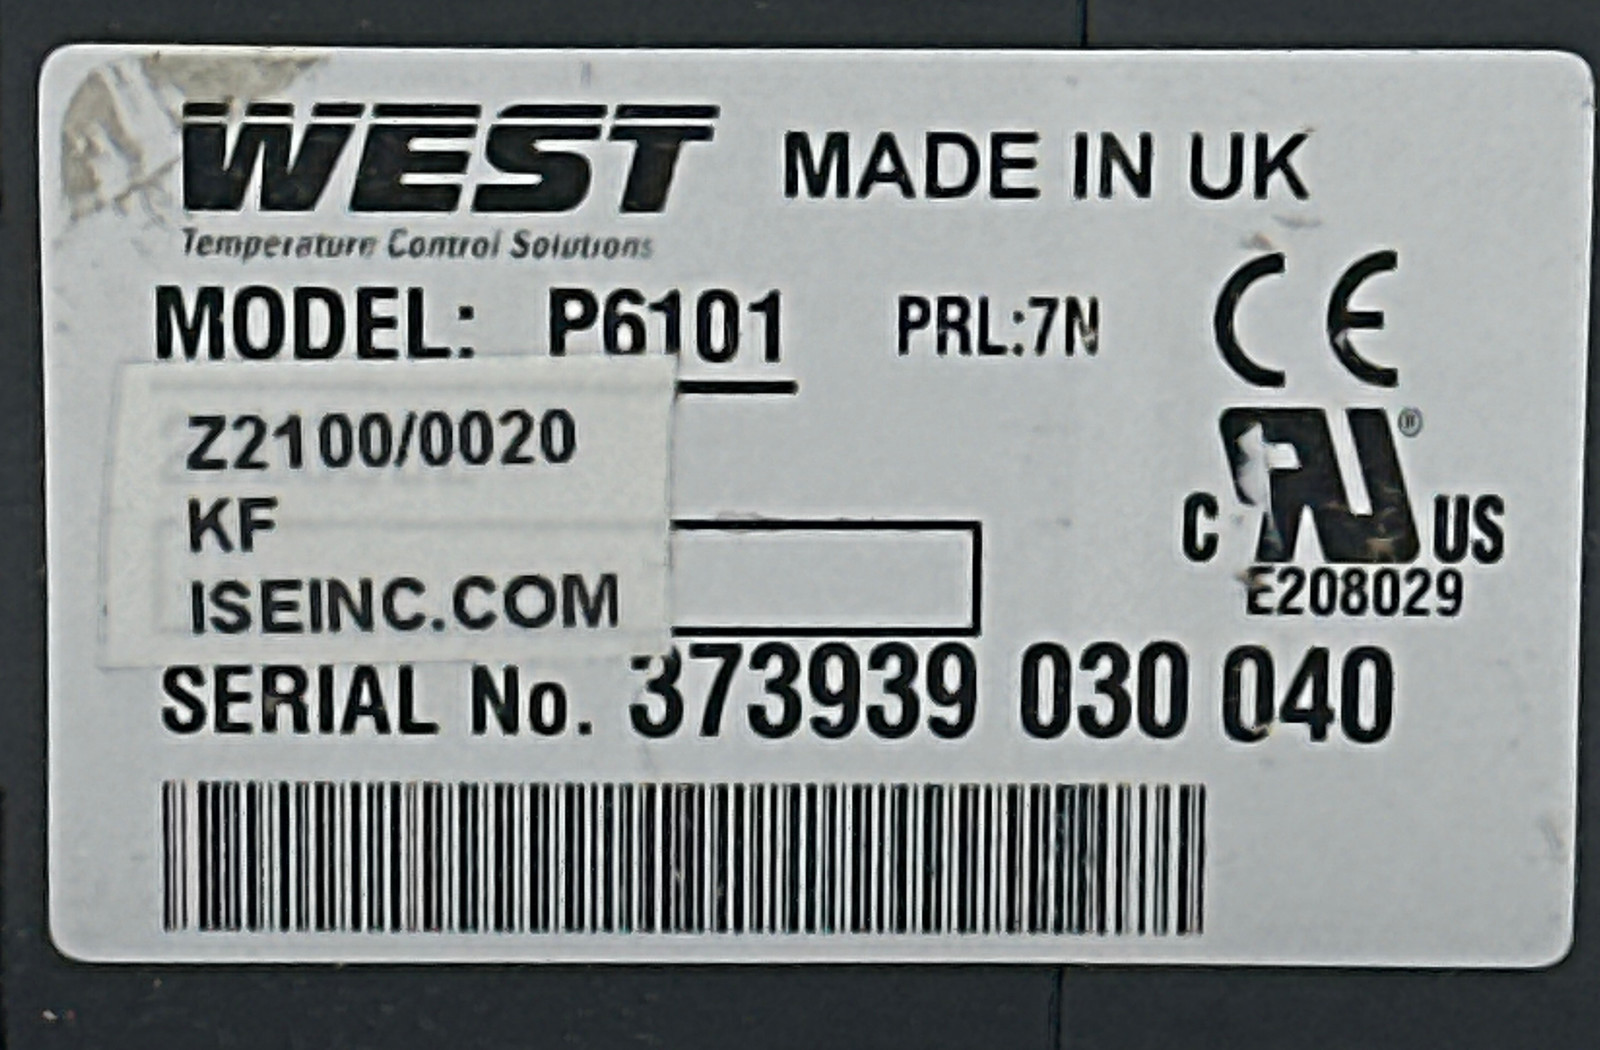 WEST MADE IN UK
Temperature Control Solutions
MODEL: P6101 PRL:7N
CE
Z2100/0020
KF
ISEINC.COM
C UR ® US
E208029
SERIAL No. 373939 030 040